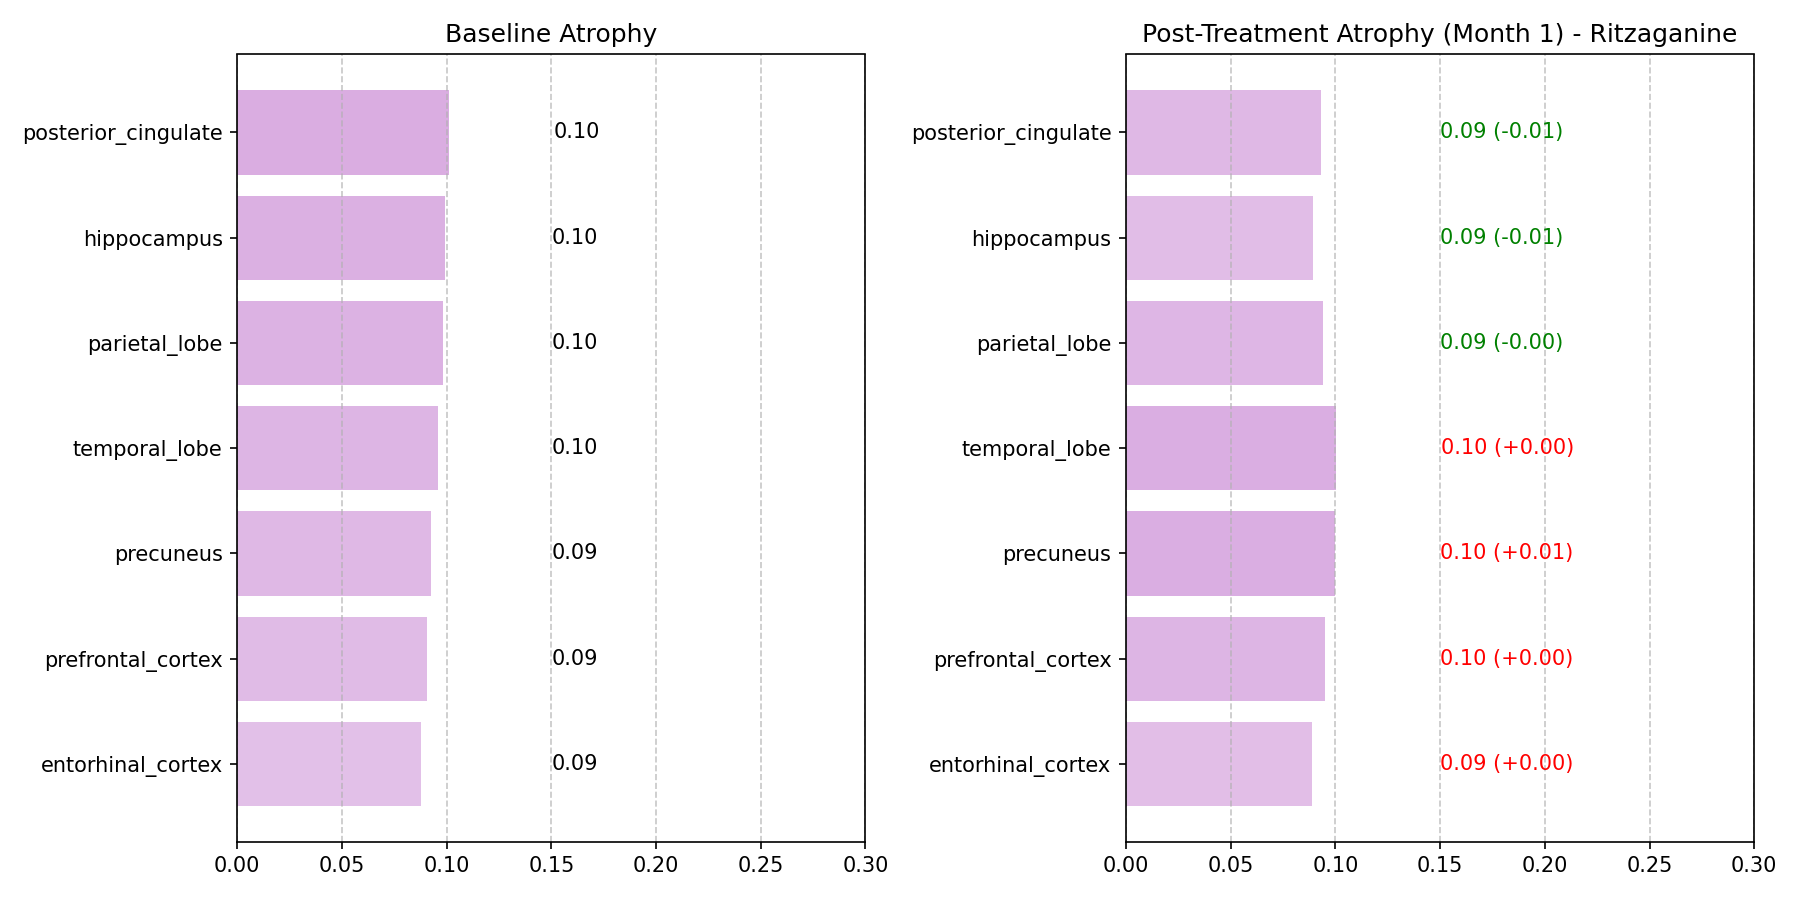 Baseline Atrophy
posterior_cingulate
0.10
hippocampus
0.10
parietal_lobe
0.10
temporal_lobe
0.10
precuneus
0.09
prefrontal_cortex
0.09
entorhinal_cortex
0.09
0.00 0.05 0.10 0.15 0.20 0.25 0.30
Post-Treatment Atrophy (Month 1) - Ritzaganine
posterior_cingulate
0.09 (-0.01)
hippocampus
0.09 (-0.01)
parietal_lobe
0.09 (-0.00)
temporal_lobe
0.10 (+0.00)
precuneus
0.10 (+0.01)
prefrontal_cortex
0.10 (+0.00)
entorhinal_cortex
0.09 (+0.00)
0.00 0.05 0.10 0.15 0.20 0.25 0.30